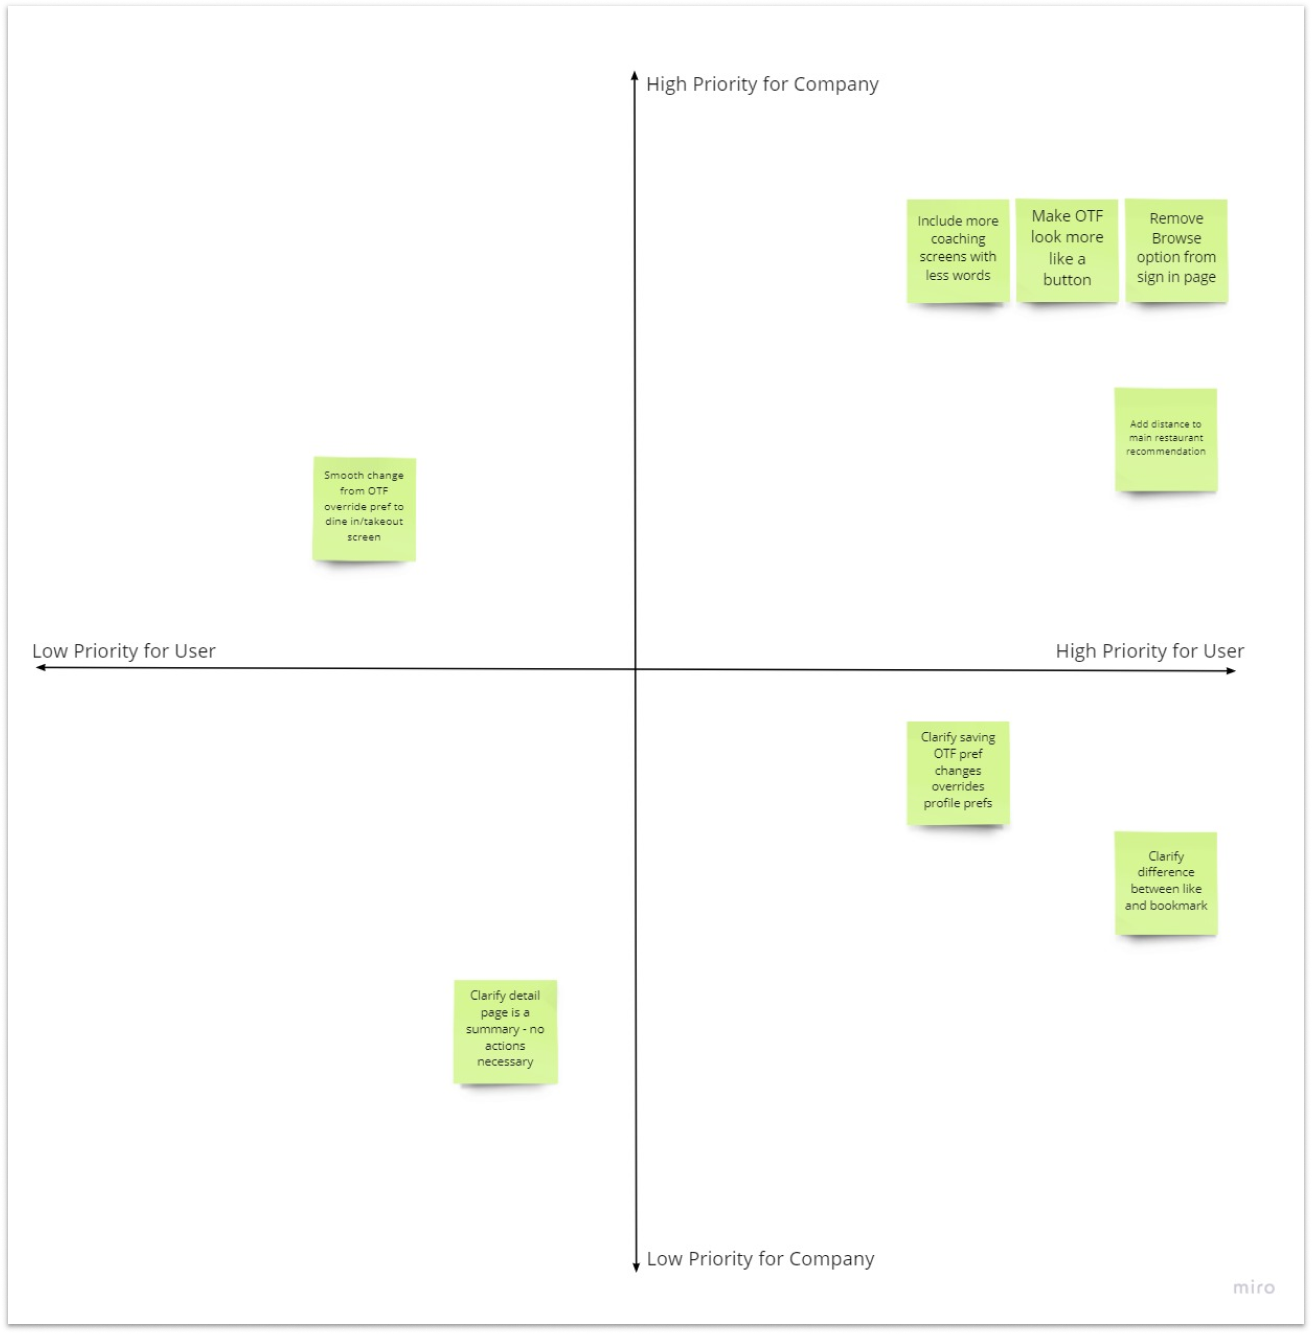 High Priority for Company
Include more
coaching
screens with
less words
Make OTF
look more
like a
button
Remove
Browse
option from
sign in page
Add distance to
main restaurant
recommendation
Smooth change
from OTF
override pref to
dine in/takeout
screen
Low Priority for User
High Priority for User
Clarify saving
OTF pref
changes
overrides
profile prefs
Clarify
difference
between like
and bookmark
Clarify detail
page is a
summary - no
actions
necessary
Low Priority for Company
miro